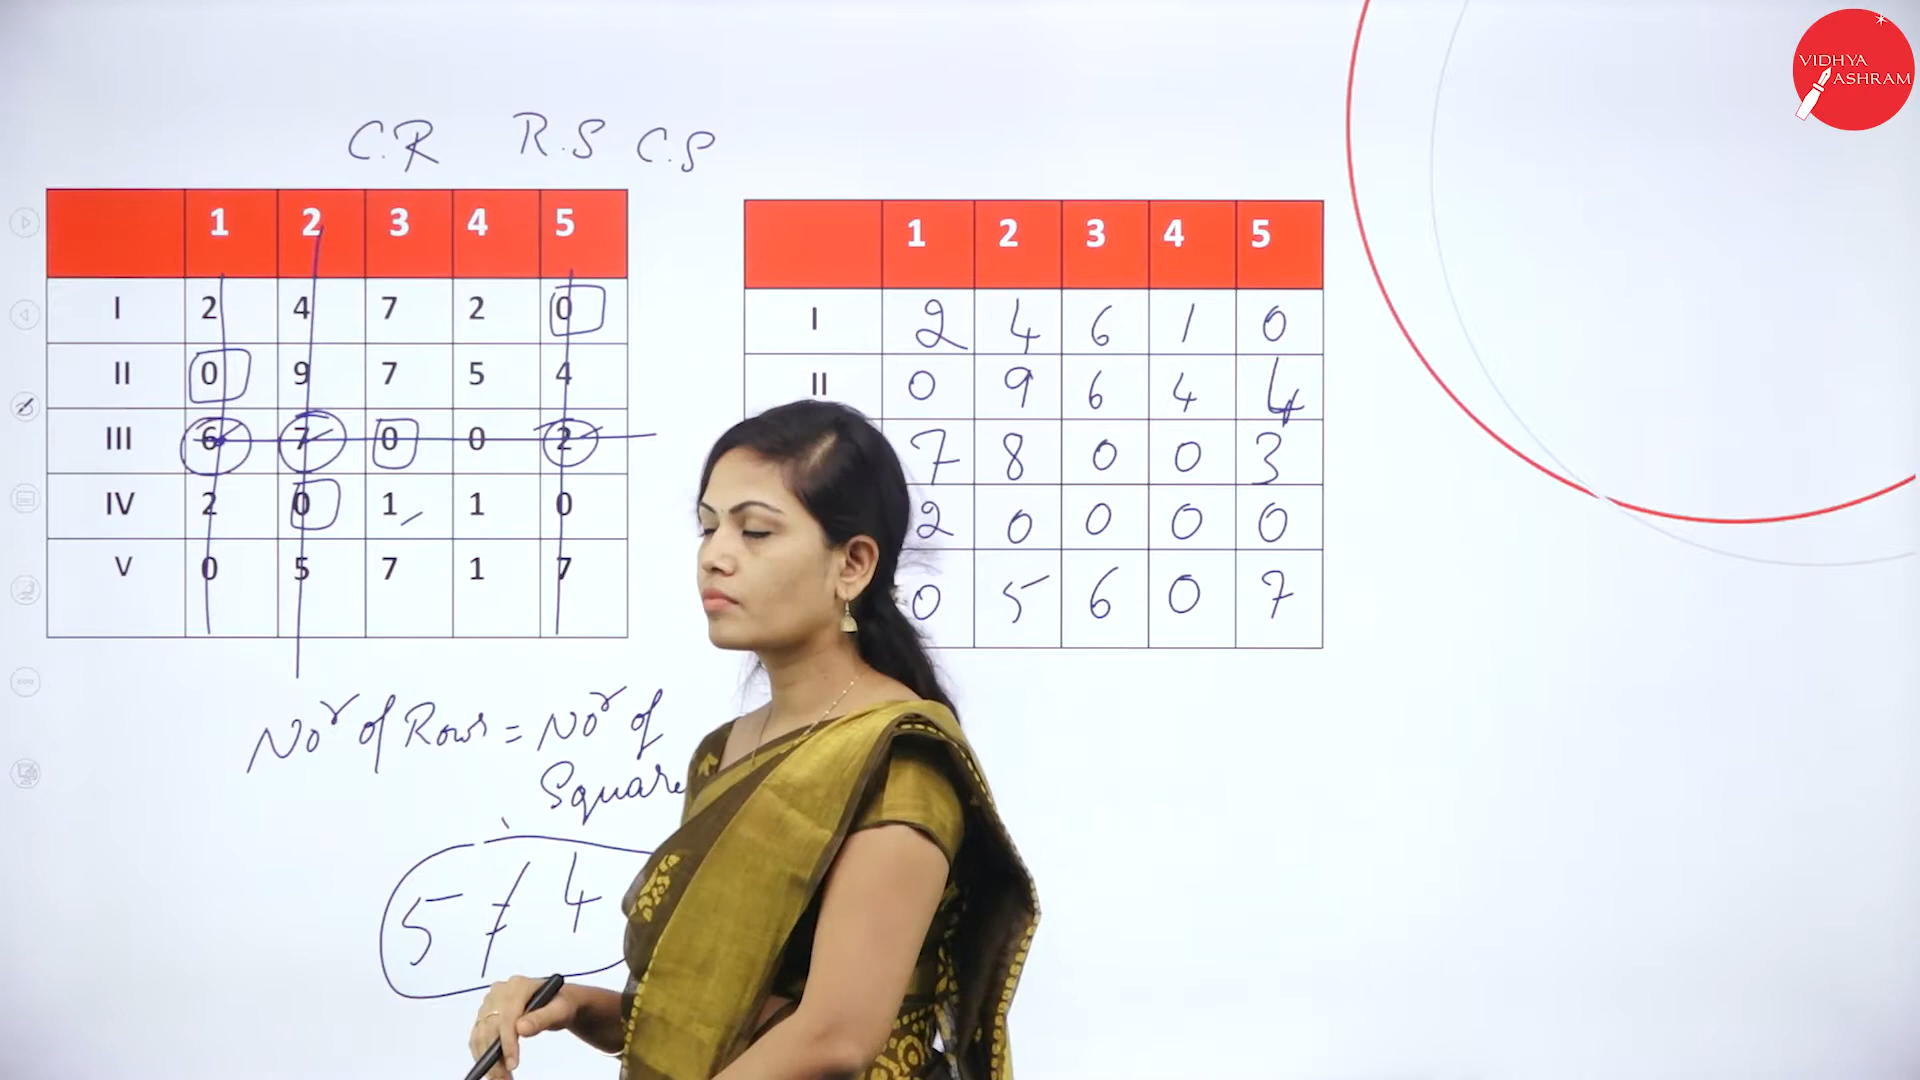 VIDHYA
ASHRAM
C.R R.S C.S
1 2 3 4 5
I 2 4 7 2 0
II 0 9 7 5 4
III 6 7 0 0 2
IV 2 0 1 1 0
V 0 5 7 1 7
1 2 3 4 5
I 2 4 6 1 0
II 0 9 6 4 4
7 8 0 0 3
2 0 0 0 0
0 5 6 0 7
Nor of Rows = Nor of
Square
5 ≠ 4